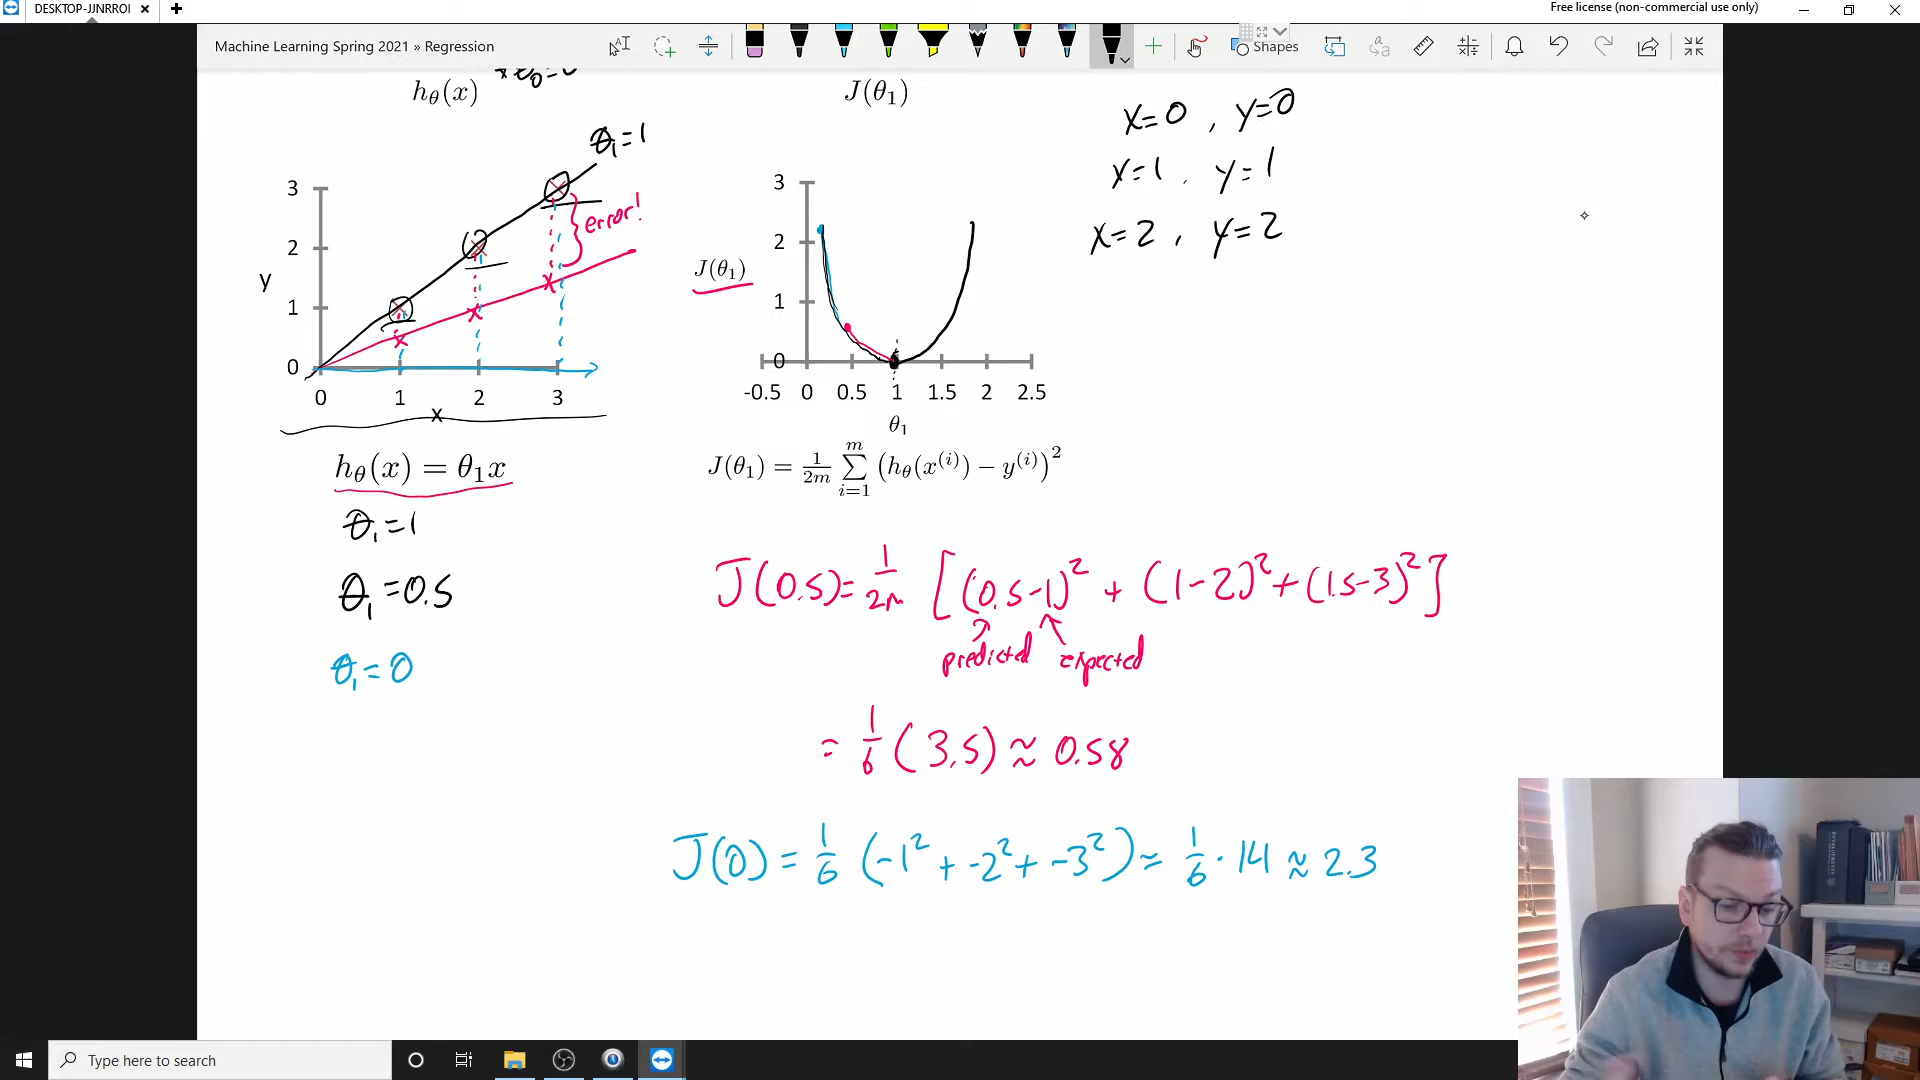 DESKTOP-JJNRROI
Free license (non-commercial use only)
Machine Learning Spring 2021 » Regression
Shapes
hθ(x)
J(θ₁)
θ₁=1
3
2
1
0
y
error!
0 1 2 3
x
3
2
1
0
J(θ₁)
-0.5 0 0.5 1 1.5 2 2.5
θ₁
x=0 , y=0
x=1 , y=1
x=2 , y=2
hθ(x) = θ₁x
J(θ₁) = 1/2m m∑i=1 (hθ(x⁽ⁱ⁾) − y⁽ⁱ⁾)²
θ₁=1
θ₁=0.5
θ₁=0
J(0.5)= 1/2m [(0.5-1)² + (1-2)²+(1.5-3)²]
predicted expected
= 1/6 (3.5) ≈ 0.58
J(0) = 1/6 (-1² + -2² + -3²) ≈ 1/6 · 14 ≈ 2.3
Type here to search